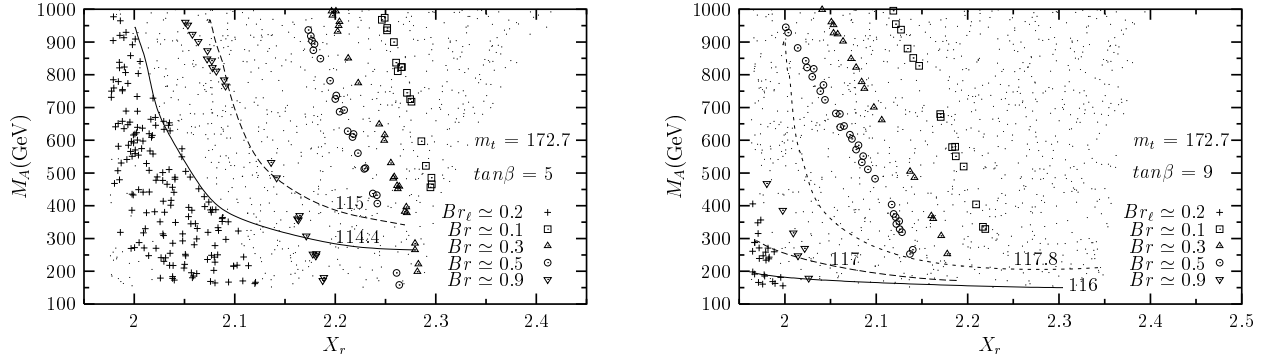 1000
900
800
700
600
500
400
300
200
100
M_A(GeV)
2
2.1
2.2
2.3
2.4
X_r
m_t = 172.7
tanβ = 5
Br_ℓ ≃ 0.2
Br ≃ 0.1
Br ≃ 0.3
Br ≃ 0.5
Br ≃ 0.9
115
114.4
1000
900
800
700
600
500
400
300
200
100
M_A(GeV)
2
2.1
2.2
2.3
2.4
2.5
X_r
m_t = 172.7
tanβ = 9
Br_ℓ ≃ 0.2
Br ≃ 0.1
Br ≃ 0.3
Br ≃ 0.5
Br ≃ 0.9
117
117.8
116